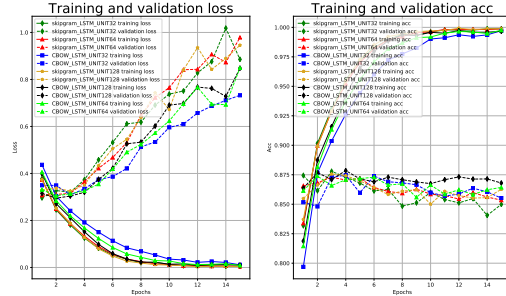 Training and validation loss
skipgram_LSTM_UNIT32 training loss
skipgram_LSTM_UNIT32 validation loss
skipgram_LSTM_UNIT64 training loss
skipgram_LSTM_UNIT64 validation loss
CBOW_LSTM_UNIT32 training loss
CBOW_LSTM_UNIT32 validation loss
skipgram_LSTM_UNIT128 training loss
skipgram_LSTM_UNIT128 validation loss
CBOW_LSTM_UNIT128 training loss
CBOW_LSTM_UNIT128 validation loss
CBOW_LSTM_UNIT64 training loss
CBOW_LSTM_UNIT64 validation loss
1.0
0.8
0.6
0.4
0.2
0.0
Loss
2 4 6 8 10 12 14
Epochs
Training and validation acc
skipgram_LSTM_UNIT32 training acc
skipgram_LSTM_UNIT32 validation acc
skipgram_LSTM_UNIT64 training acc
skipgram_LSTM_UNIT64 validation acc
CBOW_LSTM_UNIT32 training acc
CBOW_LSTM_UNIT32 validation acc
skipgram_LSTM_UNIT128 training acc
skipgram_LSTM_UNIT128 validation acc
CBOW_LSTM_UNIT128 training acc
CBOW_LSTM_UNIT128 validation acc
CBOW_LSTM_UNIT64 training acc
CBOW_LSTM_UNIT64 validation acc
1.000
0.975
0.950
0.925
0.900
0.875
0.850
0.825
0.800
Acc
2 4 6 8 10 12 14
Epochs